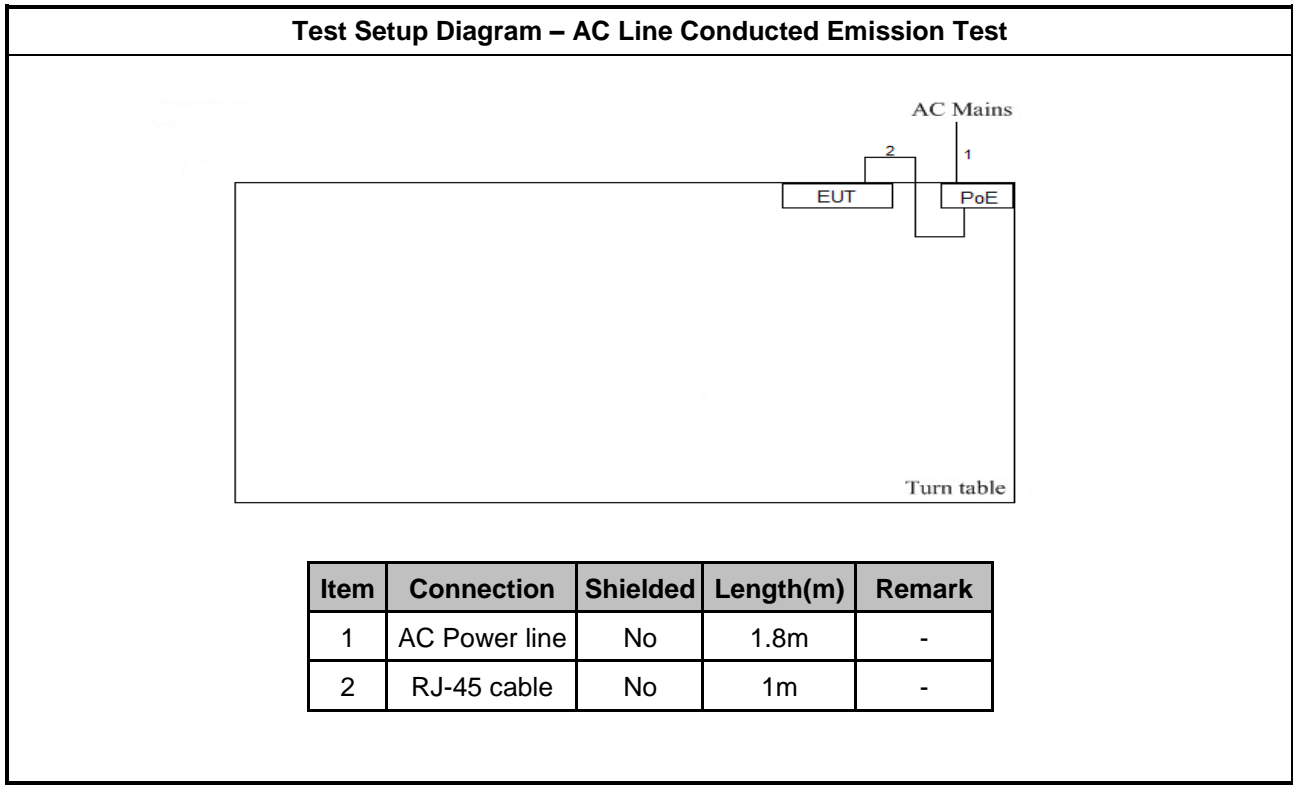 Test Setup Diagram – AC Line Conducted Emission Test
AC Mains
2
1
EUT
PoE
Turn table
Item Connection Shielded Length(m) Remark
1 AC Power line No 1.8m -
2 RJ-45 cable No 1m -